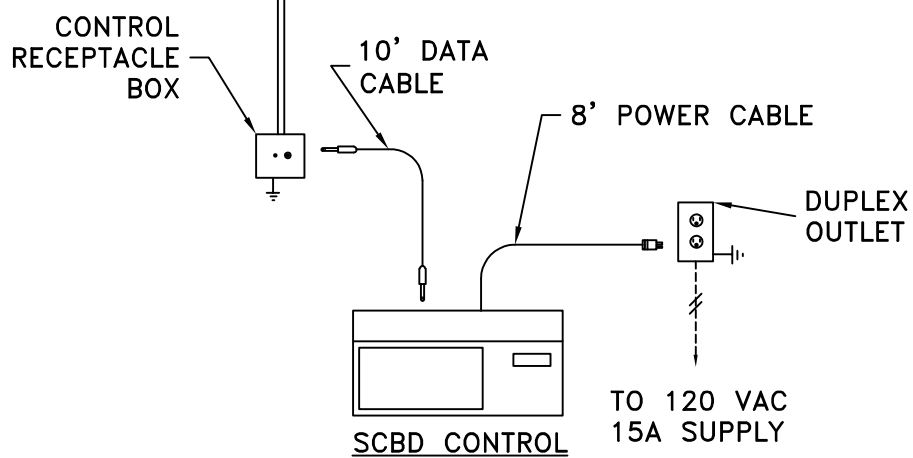 CONTROL
RECEPTACLE
BOX
10' DATA
CABLE
8' POWER CABLE
DUPLEX
OUTLET
TO 120 VAC
15A SUPPLY
SCBD CONTROL